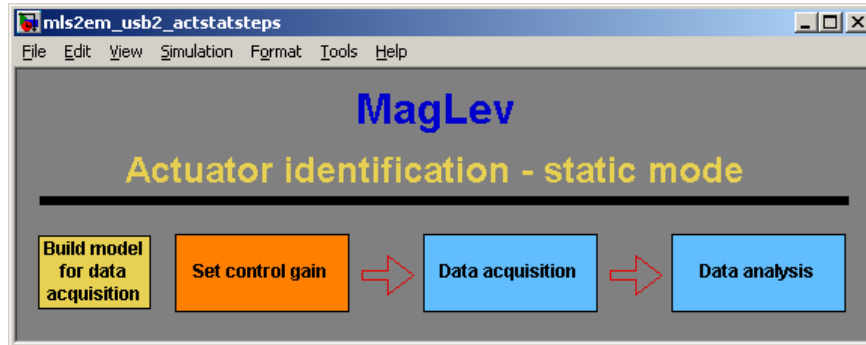 mls2em_usb2_actstatsteps
File Edit View Simulation Format Tools Help
MagLev
Actuator identification - static mode
Build model
for data
acquisition
Set control gain
Data acquisition
Data analysis